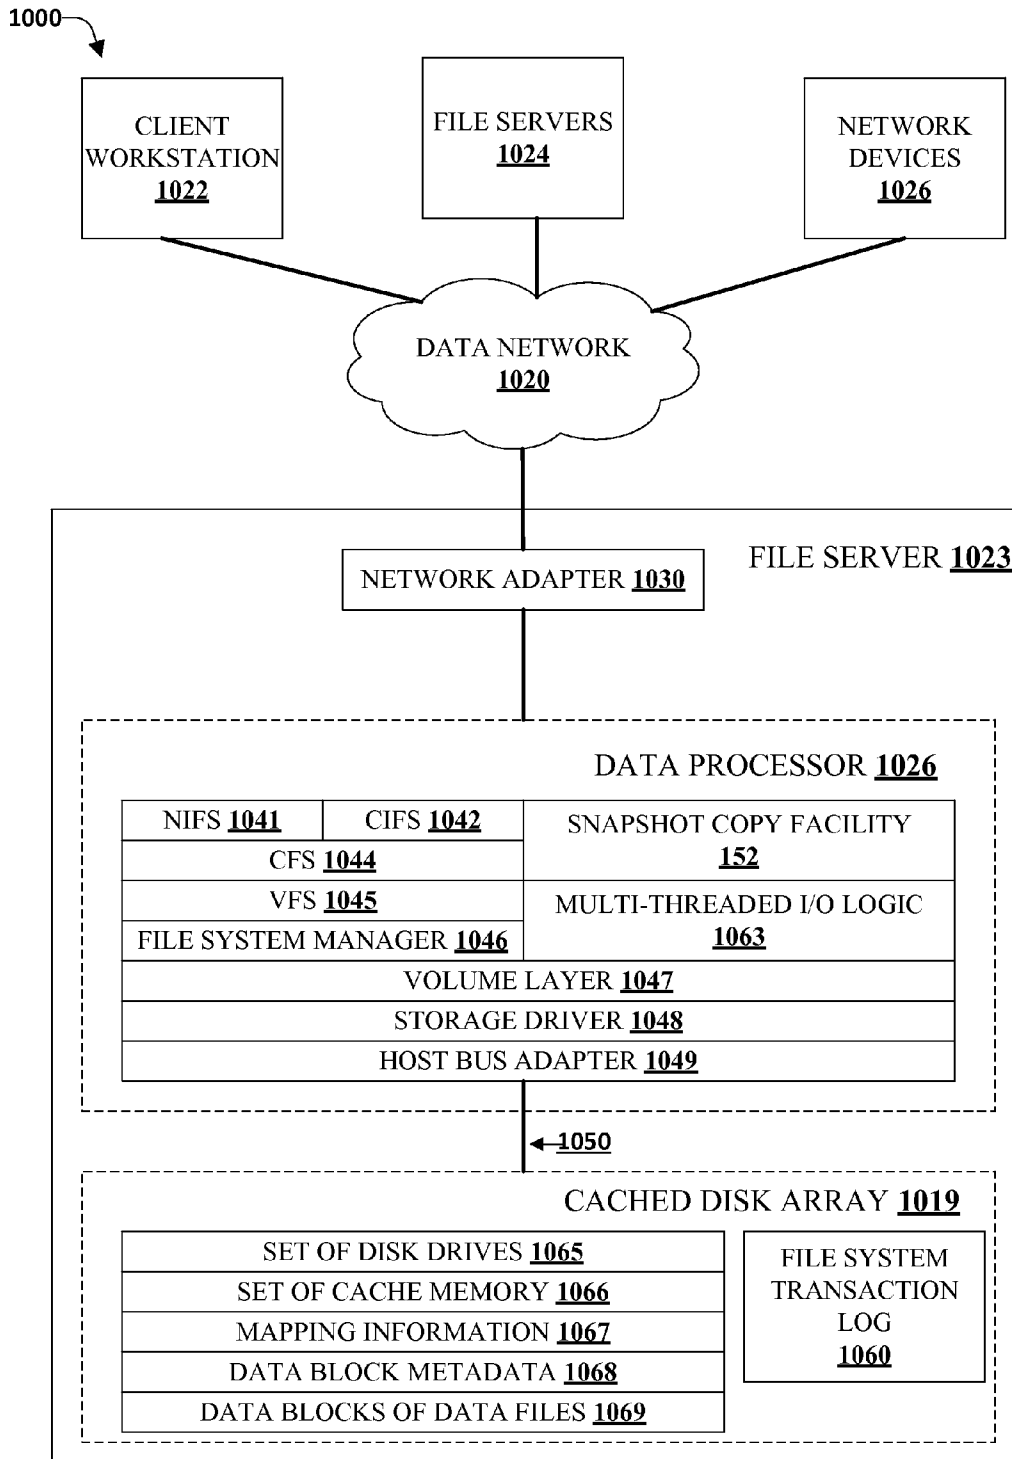 1000
CLIENT
WORKSTATION
1022
FILE SERVERS
1024
NETWORK
DEVICES
1026
DATA NETWORK
1020
FILE SERVER 1023
NETWORK ADAPTER 1030
DATA PROCESSOR 1026
NIFS 1041
CIFS 1042
SNAPSHOT COPY FACILITY
152
CFS 1044
VFS 1045
MULTI-THREADED I/O LOGIC
1063
FILE SYSTEM MANAGER 1046
VOLUME LAYER 1047
STORAGE DRIVER 1048
HOST BUS ADAPTER 1049
1050
CACHED DISK ARRAY 1019
SET OF DISK DRIVES 1065
SET OF CACHE MEMORY 1066
MAPPING INFORMATION 1067
DATA BLOCK METADATA 1068
DATA BLOCKS OF DATA FILES 1069
FILE SYSTEM
TRANSACTION
LOG
1060